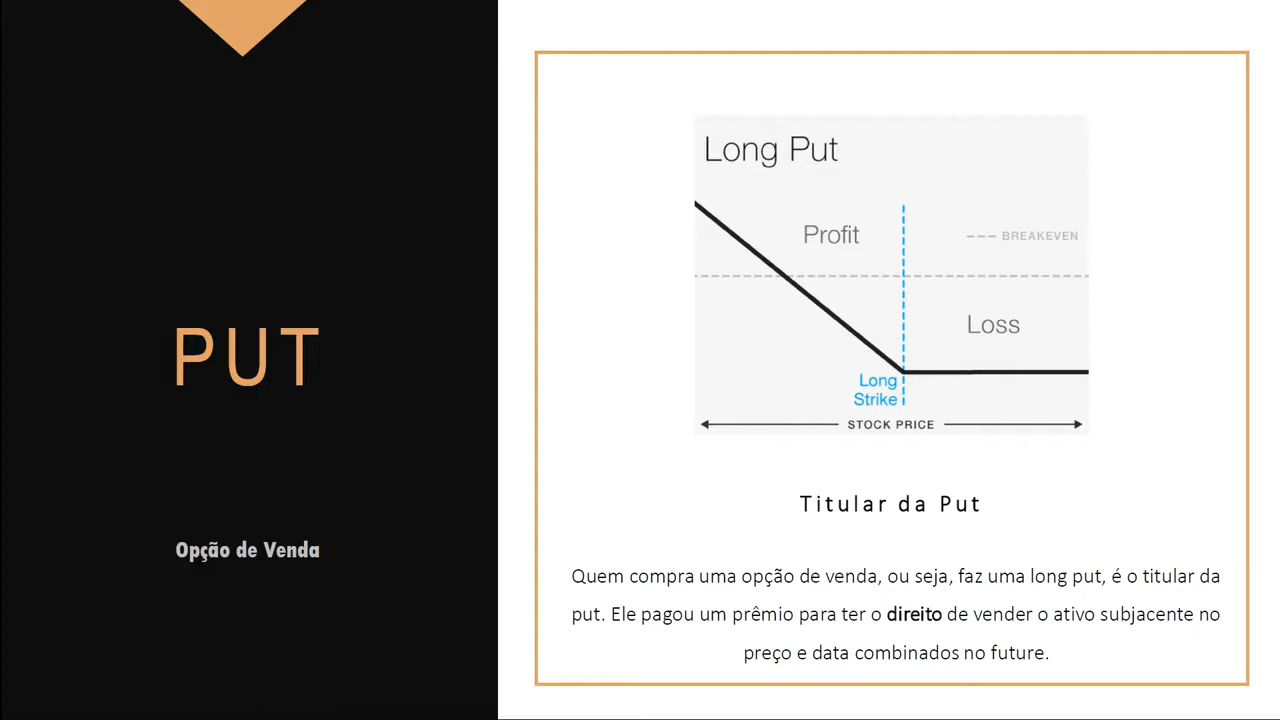 PUT
Opção de Venda
Long Put
Profit
BREAKEVEN
Loss
Long
Strike
STOCK PRICE
Titular da Put
Quem compra uma opção de venda, ou seja, faz uma long put, é o titular da
put. Ele pagou um prêmio para ter o direito de vender o ativo subjacente no
preço e data combinados no future.